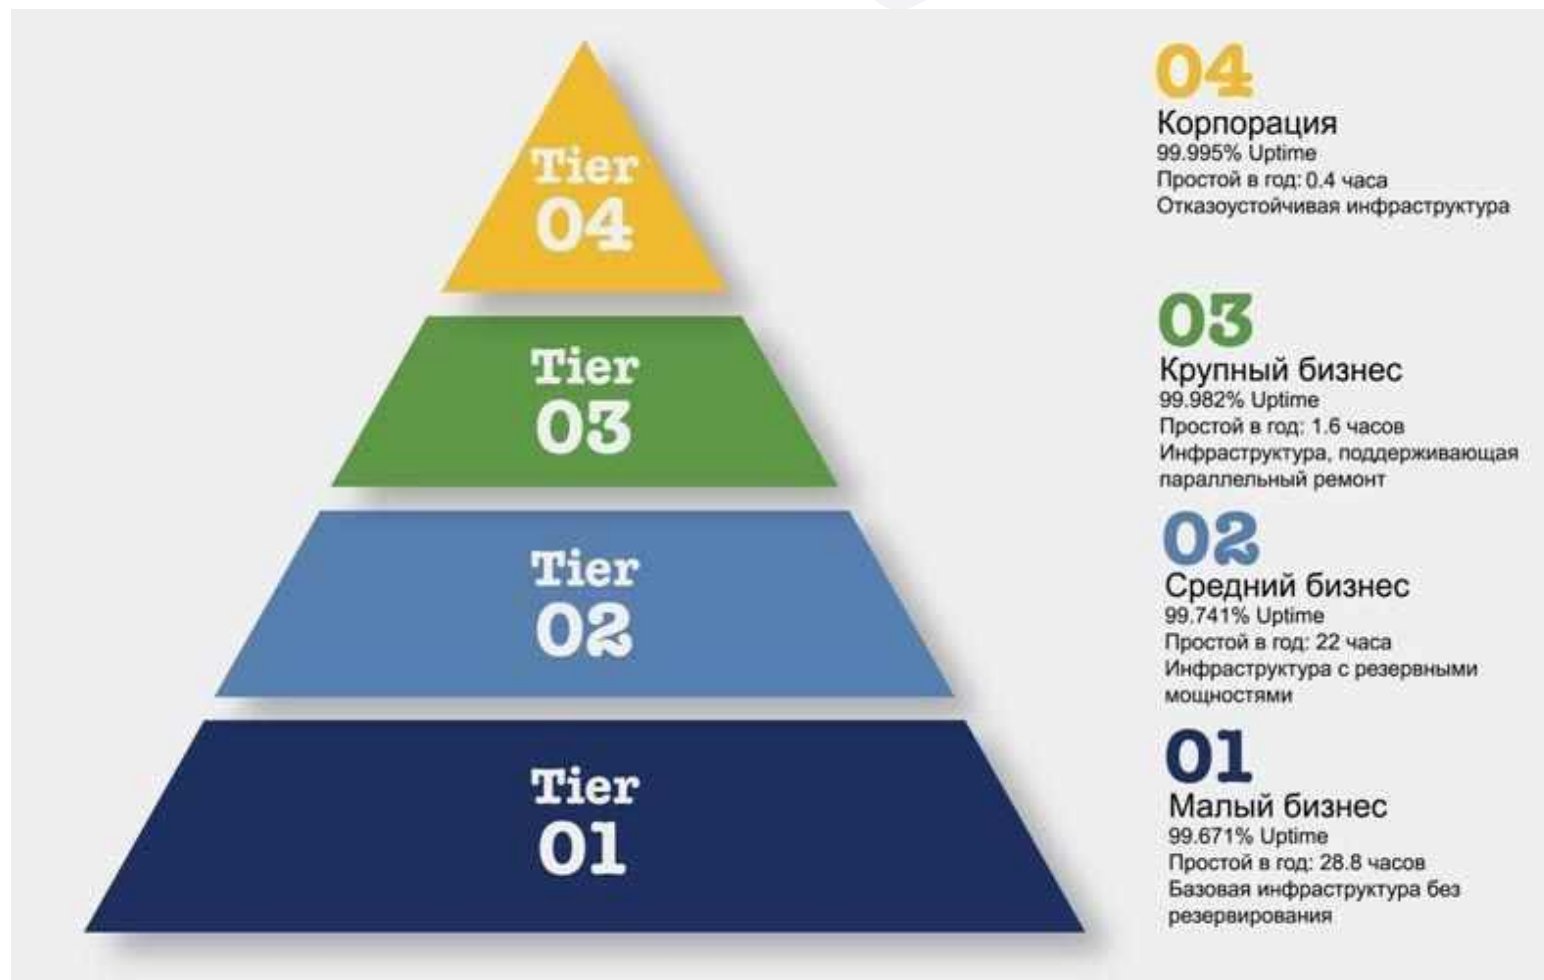 Tier
04
Tier
03
Tier
02
Tier
01
04
Корпорация
99.995% Uptime
Простой в год: 0.4 часа
Отказоустойчивая инфраструктура
03
Крупный бизнес
99.982% Uptime
Простой в год: 1.6 часов
Инфраструктура, поддерживающая
параллельный ремонт
02
Средний бизнес
99.741% Uptime
Простой в год: 22 часа
Инфраструктура с резервными
мощностями
01
Малый бизнес
99.671% Uptime
Простой в год: 28.8 часов
Базовая инфраструктура без
резервирования